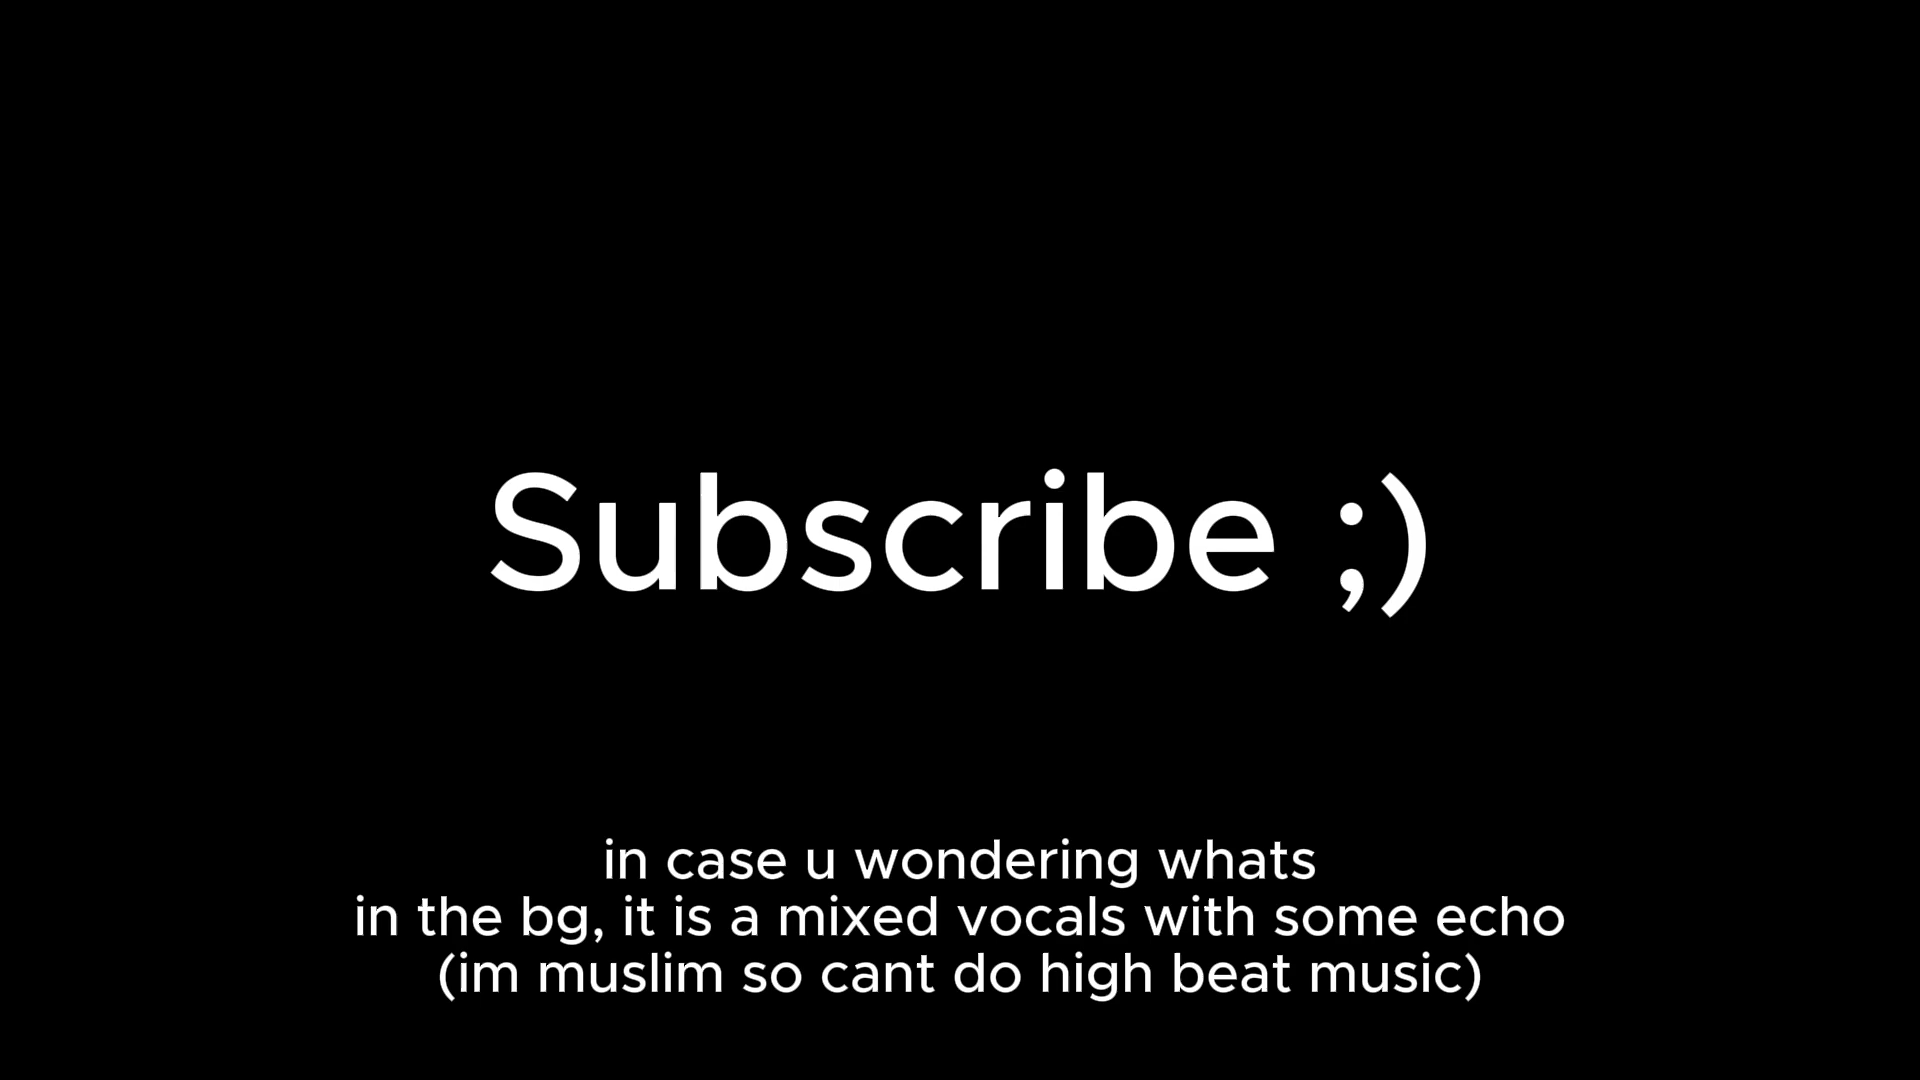 Subscribe ;)
in case u wondering whats
in the bg, it is a mixed vocals with some echo
(im muslim so cant do high beat music)